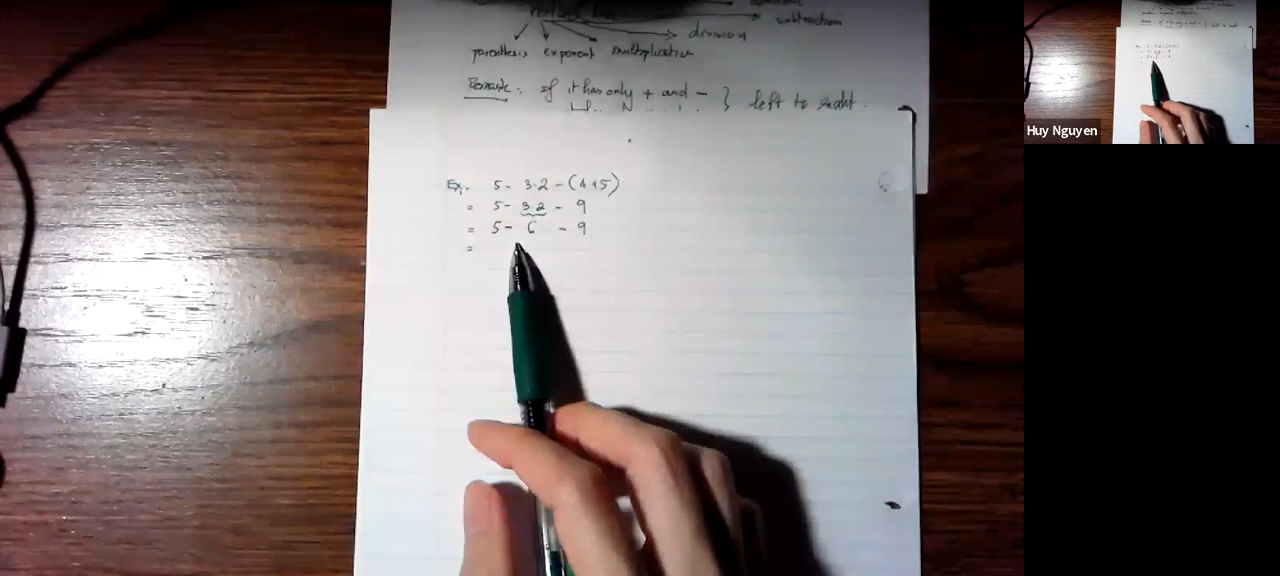 subtraction
division
parenthesis exponent multiplication
Remark: If it has only + and - } left to right.
Ex. 5 - 3.2 - (4+5)
= 5 - 3.2 - 9
= 5 - 6 - 9
=
Huy Nguyen